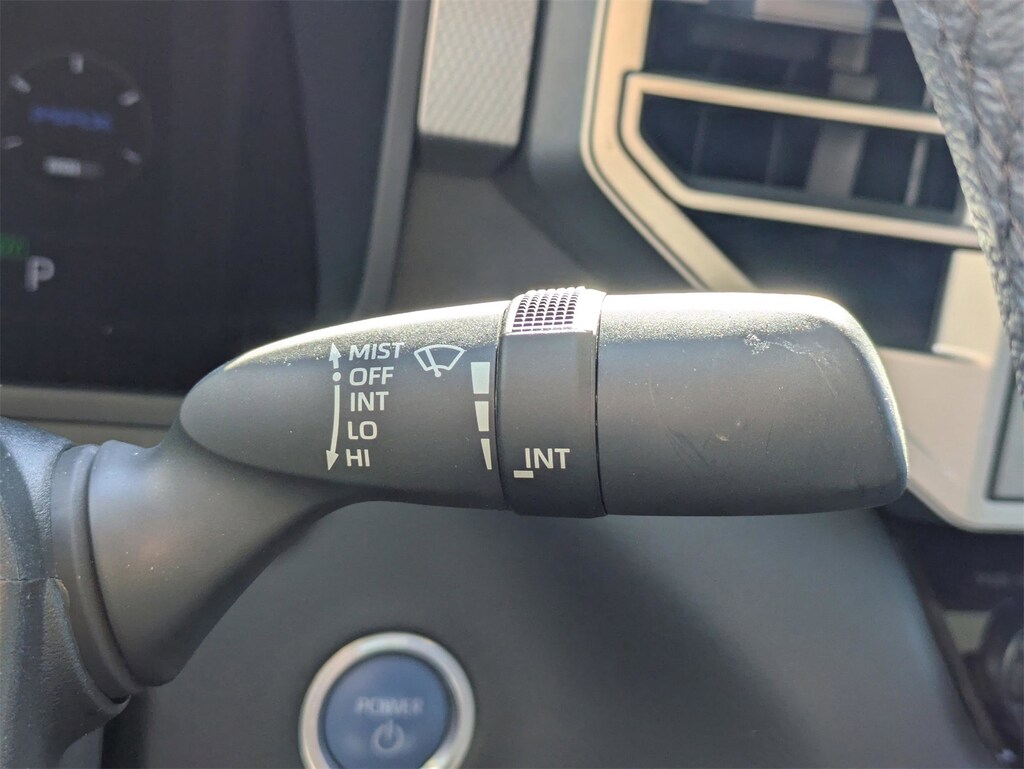 P
MIST
OFF
INT
LO
HI
INT
POWER